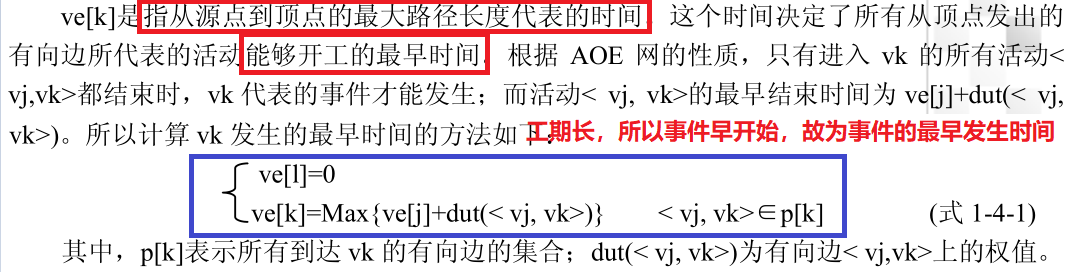 ve[k]是指从源点到顶点的最大路径长度代表的时间。这个时间决定了所有从顶点发出的
有向边所代表的活动能够开工的最早时间。根据 AOE 网的性质，只有进入 vk 的所有活动<
vj,vk>都结束时，vk 代表的事件才能发生；而活动< vj, vk>的最早结束时间为 ve[j]+dut(< vj,
vk>)。所以计算 vk 发生的最早时间的方法如下：
工期长，所以事件早开始，故为事件的最早发生时间
ve[l]=0
ve[k]=Max{ve[j]+dut(< vj, vk>)} < vj, vk>∈p[k] (式 1-4-1)
其中，p[k]表示所有到达 vk 的有向边的集合；dut(< vj, vk>)为有向边< vj,vk>上的权值。